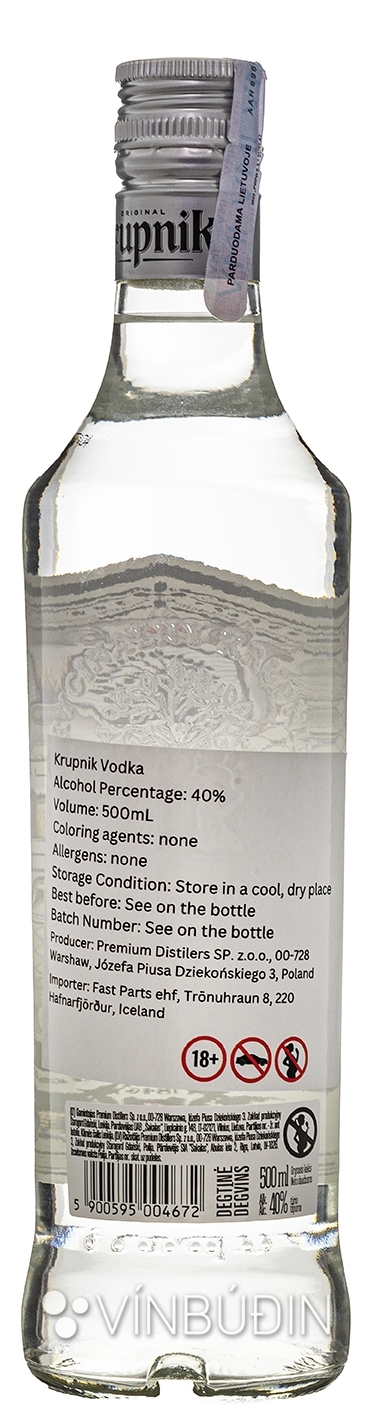 AAH 696
ORIGINAL
Krupnik
PARDUODAMA LIETUVOJE
Krupnik Vodka
Alcohol Percentage: 40%
Volume: 500mL
Coloring agents: none
Allergens: none
Storage Condition: Store in a cool, dry place
Best before: See on the bottle
Batch Number: See on the bottle
Producer: Premium Distilers SP. z.o.o., 00-728
Warshaw, Józefa Piusa Dziekońskiego 3, Poland
Importer: Fast Parts ehf, Trönuhraun 8, 220
Hafnarfjörður, Iceland
18+
DEGTINĖ
DEGVĪNS
500 ml
40%
5 900595 004672
VÍNBÚÐIN